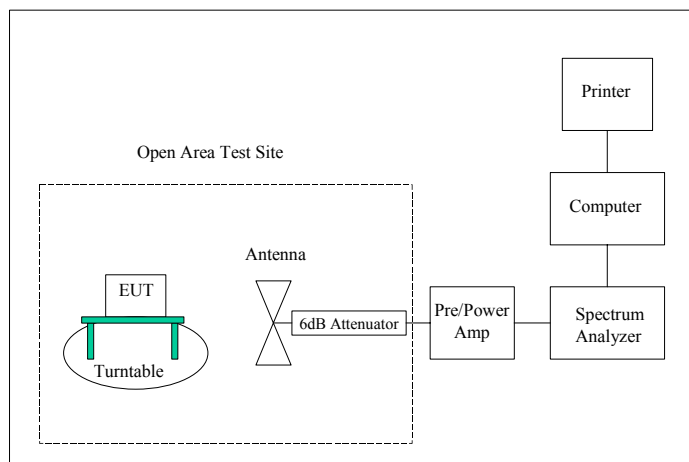 Printer
Open Area Test Site
Computer
Antenna
EUT
6dB Attenuator
Pre/Power
Amp
Spectrum
Analyzer
Turntable